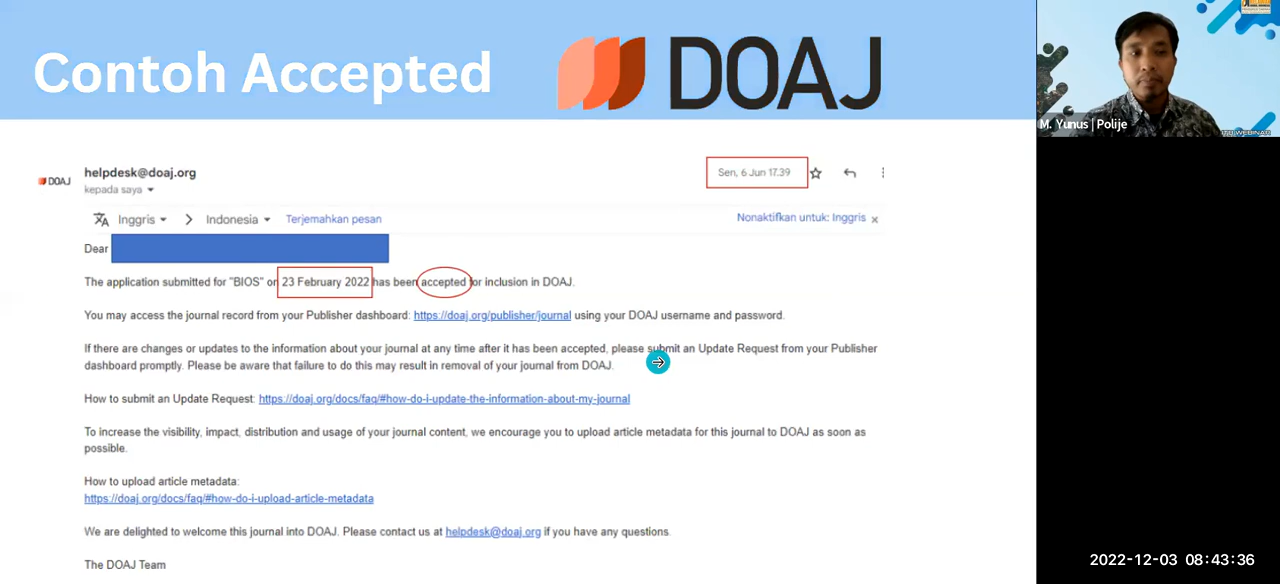 Contoh Accepted
DOAJ
M. Yunus | Polije
DOAJ
helpdesk@doaj.org
Sen, 6 Jun 17.39
kepada saya
Inggris
Indonesia
Terjemahkan pesan
Nonaktifkan untuk: Inggris ×
Dear
The application submitted for "BIOS" on 23 February 2022 has been accepted for inclusion in DOAJ.
You may access the journal record from your Publisher dashboard: https://doaj.org/publisher/journal using your DOAJ username and password.
If there are changes or updates to the information about your journal at any time after it has been accepted, please submit an Update Request from your Publisher
dashboard promptly. Please be aware that failure to do this may result in removal of your journal from DOAJ.
How to submit an Update Request: https://doaj.org/docs/faq/#how-do-i-update-the-information-about-my-journal
To increase the visibility, impact, distribution and usage of your journal content, we encourage you to upload article metadata for this journal to DOAJ as soon as
possible.
How to upload article metadata:
https://doaj.org/docs/faq/#how-do-i-upload-article-metadata
We are delighted to welcome this journal into DOAJ. Please contact us at helpdesk@doaj.org if you have any questions.
The DOAJ Team
2022-12-03 08:43:36